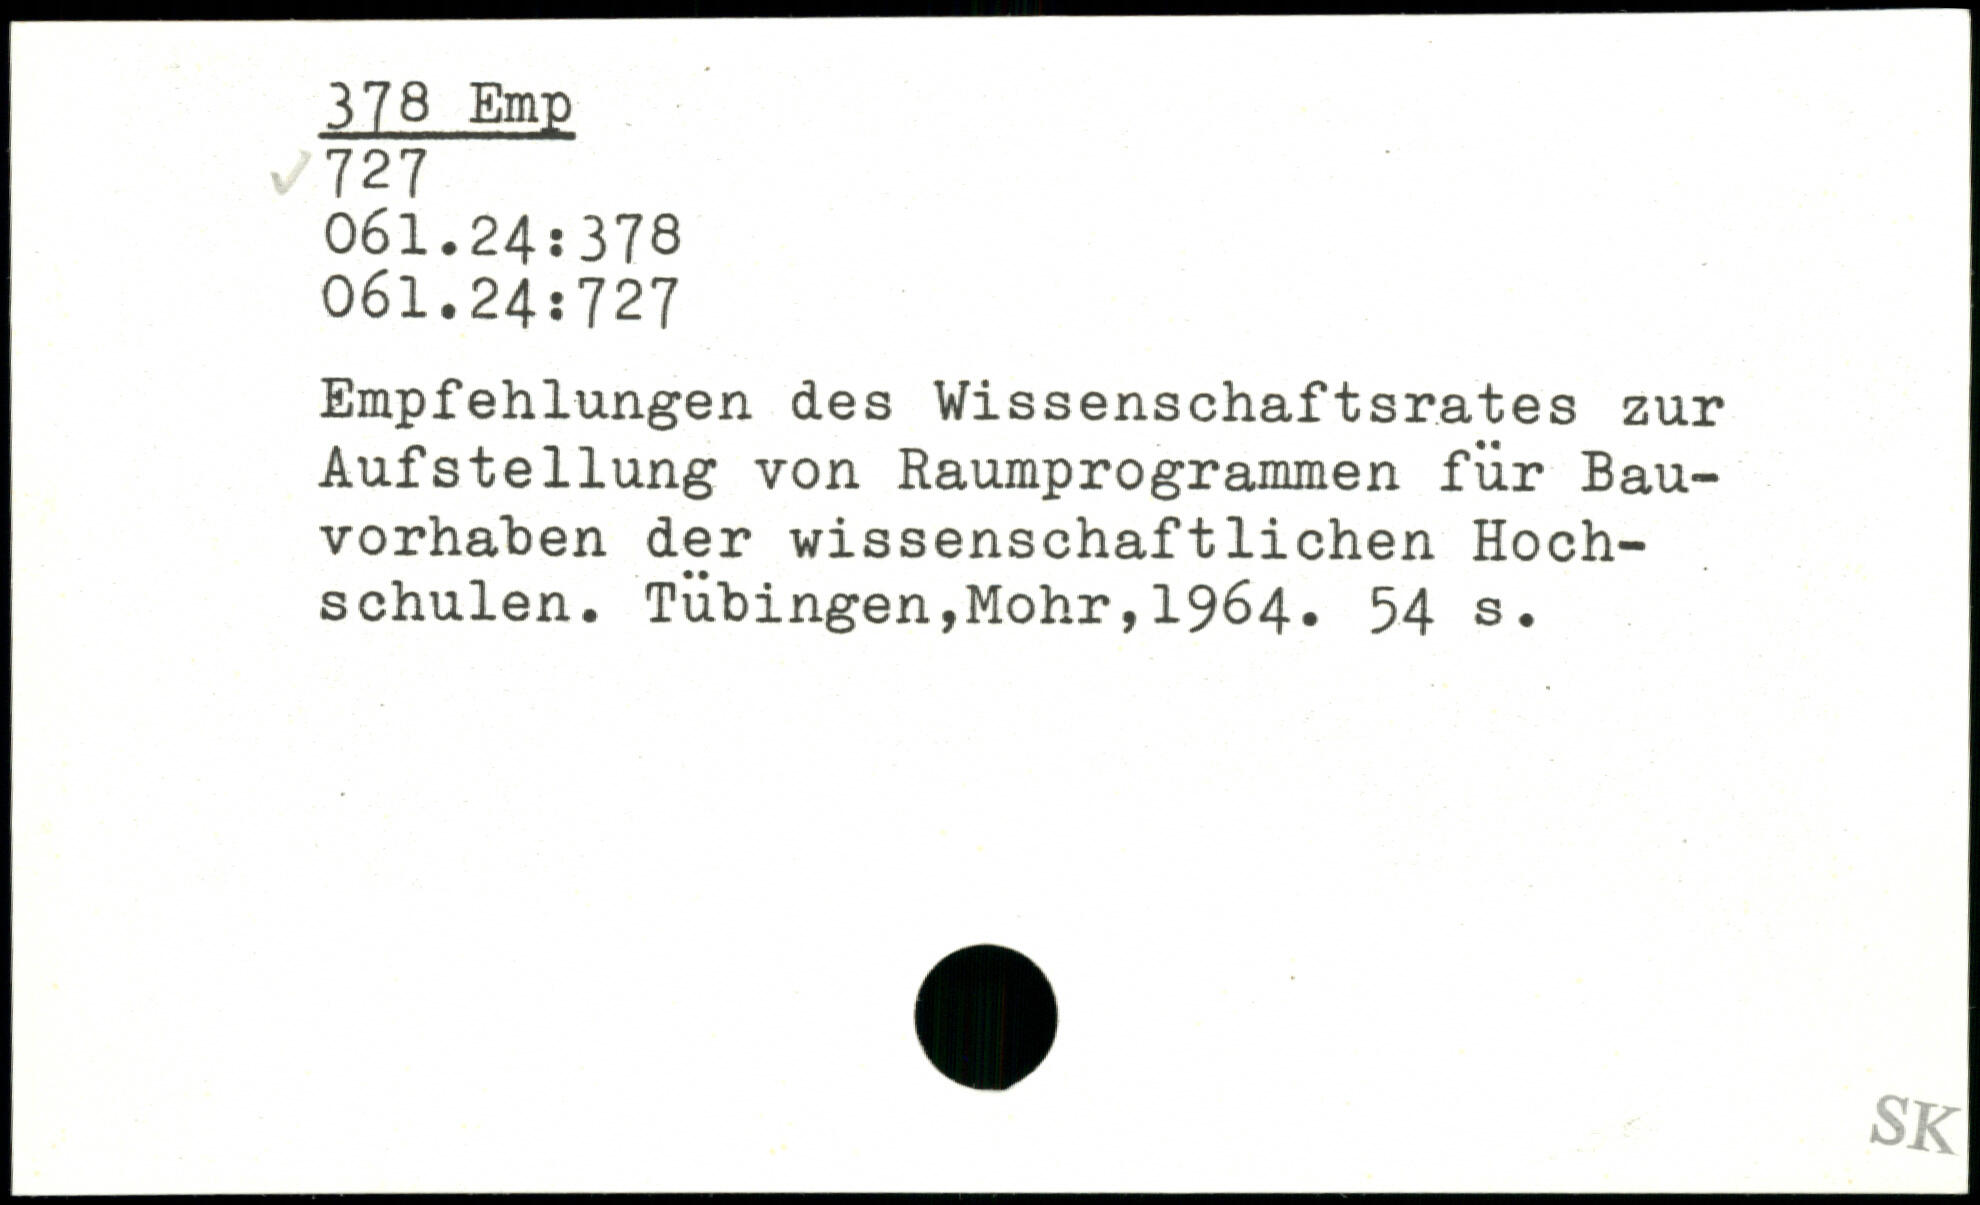 378 Emp
✓ 727
061.24:378
061.24:727
Empfehlungen des Wissenschaftsrates zur
Aufstellung von Raumprogrammen für Bau-
vorhaben der wissenschaftlichen Hoch-
schulen. Tübingen,Mohr,1964. 54 s.
SK